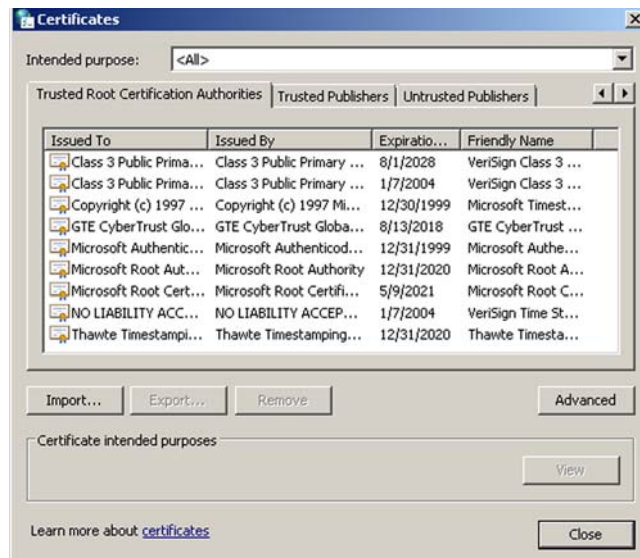 Certificates
Intended purpose: <All>
Trusted Root Certification Authorities Trusted Publishers Untrusted Publishers
Issued To Issued By Expiratio... Friendly Name
Class 3 Public Prima... Class 3 Public Primary ... 8/1/2028 VeriSign Class 3 ...
Class 3 Public Prima... Class 3 Public Primary ... 1/7/2004 VeriSign Class 3 ...
Copyright (c) 1997 ... Copyright (c) 1997 Mi... 12/30/1999 Microsoft Timest...
GTE CyberTrust Glo... GTE CyberTrust Globa... 8/13/2018 GTE CyberTrust ...
Microsoft Authentic... Microsoft Authenticod... 12/31/1999 Microsoft Authe...
Microsoft Root Aut... Microsoft Root Authority 12/31/2020 Microsoft Root A...
Microsoft Root Cert... Microsoft Root Certifi... 5/9/2021 Microsoft Root C...
NO LIABILITY ACC... NO LIABILITY ACCEP... 1/7/2004 VeriSign Time St...
Thawte Timestampi... Thawte Timestamping... 12/31/2020 Thawte Timesta...
Import... Export... Remove Advanced
Certificate intended purposes
View
Learn more about certificates
Close